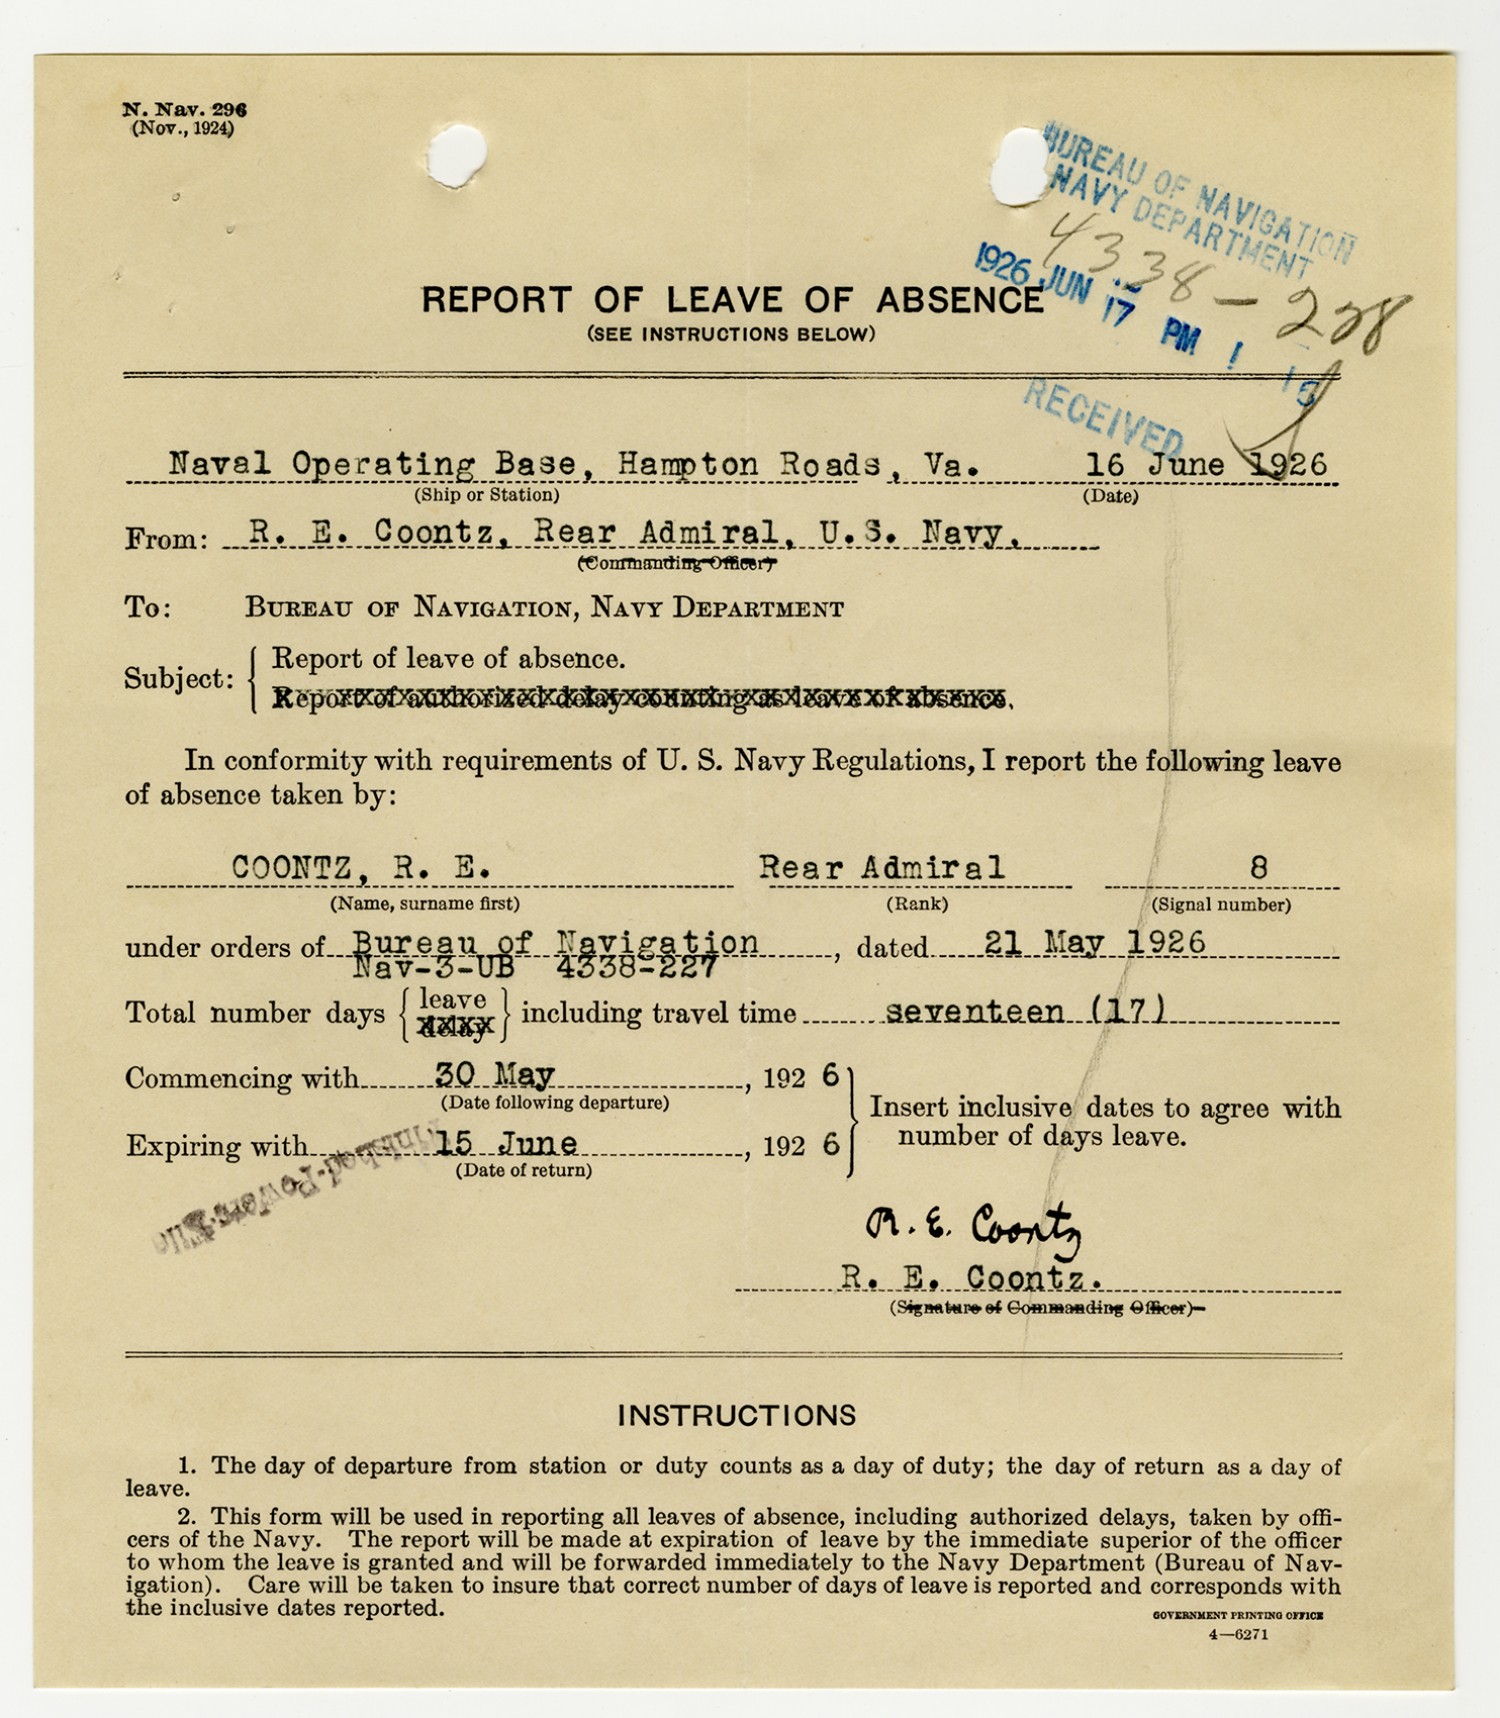 N. Nav. 296
(Nov., 1924)
BUREAU OF NAVIGATION
NAVY DEPARTMENT
4338-228
1926 JUN 17 PM 1 15
RECEIVED
REPORT OF LEAVE OF ABSENCE
(SEE INSTRUCTIONS BELOW)
Naval Operating Base, Hampton Roads, Va. 16 June 1926
(Ship or Station) (Date)
From: R. E. Coontz, Rear Admiral, U.S. Navy.
(Commanding Officer)
To: BUREAU OF NAVIGATION, NAVY DEPARTMENT
Subject: { Report of leave of absence.
Report of authorized delay counting as leave of absence.
In conformity with requirements of U. S. Navy Regulations, I report the following leave
of absence taken by:
COONTZ, R. E. Rear Admiral 8
(Name, surname first) (Rank) (Signal number)
under orders of Bureau of Navigation, dated 21 May 1926
Nav-3-UB 4338-227
Total number days { leave delay } including travel time seventeen (17)
Commencing with 30 May, 1926
(Date following departure)
Insert inclusive dates to agree with
number of days leave.
Expiring with 15 June, 1926
(Date of return)
R. E. Coontz
R. E. Coontz.
(Signature of Commanding Officer)
INSTRUCTIONS
1. The day of departure from station or duty counts as a day of duty; the day of return as a day of
leave.
2. This form will be used in reporting all leaves of absence, including authorized delays, taken by offi-
cers of the Navy. The report will be made at expiration of leave by the immediate superior of the officer
to whom the leave is granted and will be forwarded immediately to the Navy Department (Bureau of Nav-
igation). Care will be taken to insure that correct number of days of leave is reported and corresponds with
the inclusive dates reported.
GOVERNMENT PRINTING OFFICE
4—6271